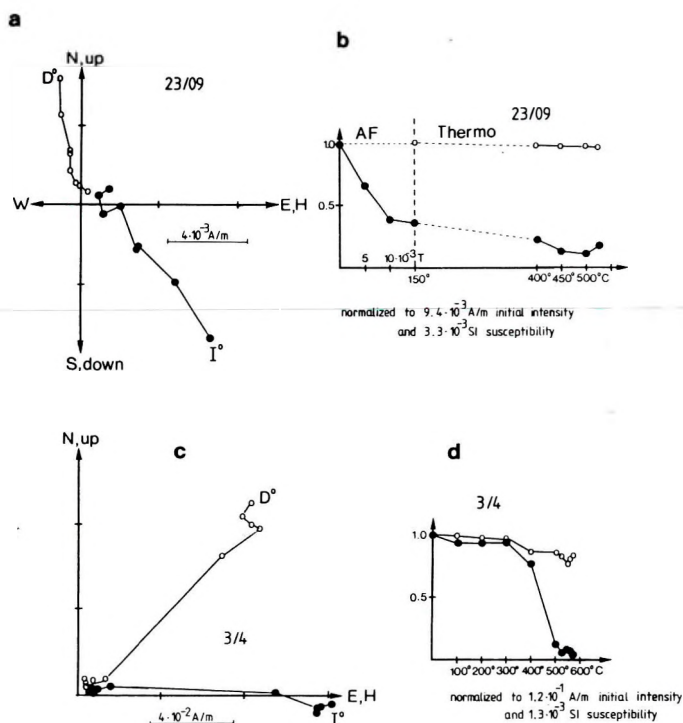 a
N,up
D°
23/09
W
E,H
4·10⁻³A/m
I°
S,down
b
23/09
AF
Thermo
1.0
0.5
5
10·10⁻³T
150°
400°
450°
500°C
normalized to 9.4·10⁻³A/m initial intensity
and 3.3·10⁻³SI susceptibility
c
N,up
D°
3/4
E,H
4·10⁻²A/m
I°
d
3/4
1.0
0.5
100°
200°
300°
400°
500°
600°C
normalized to 1.2·10⁻¹ A/m initial intensity
and 1.3·10⁻³SI susceptibility